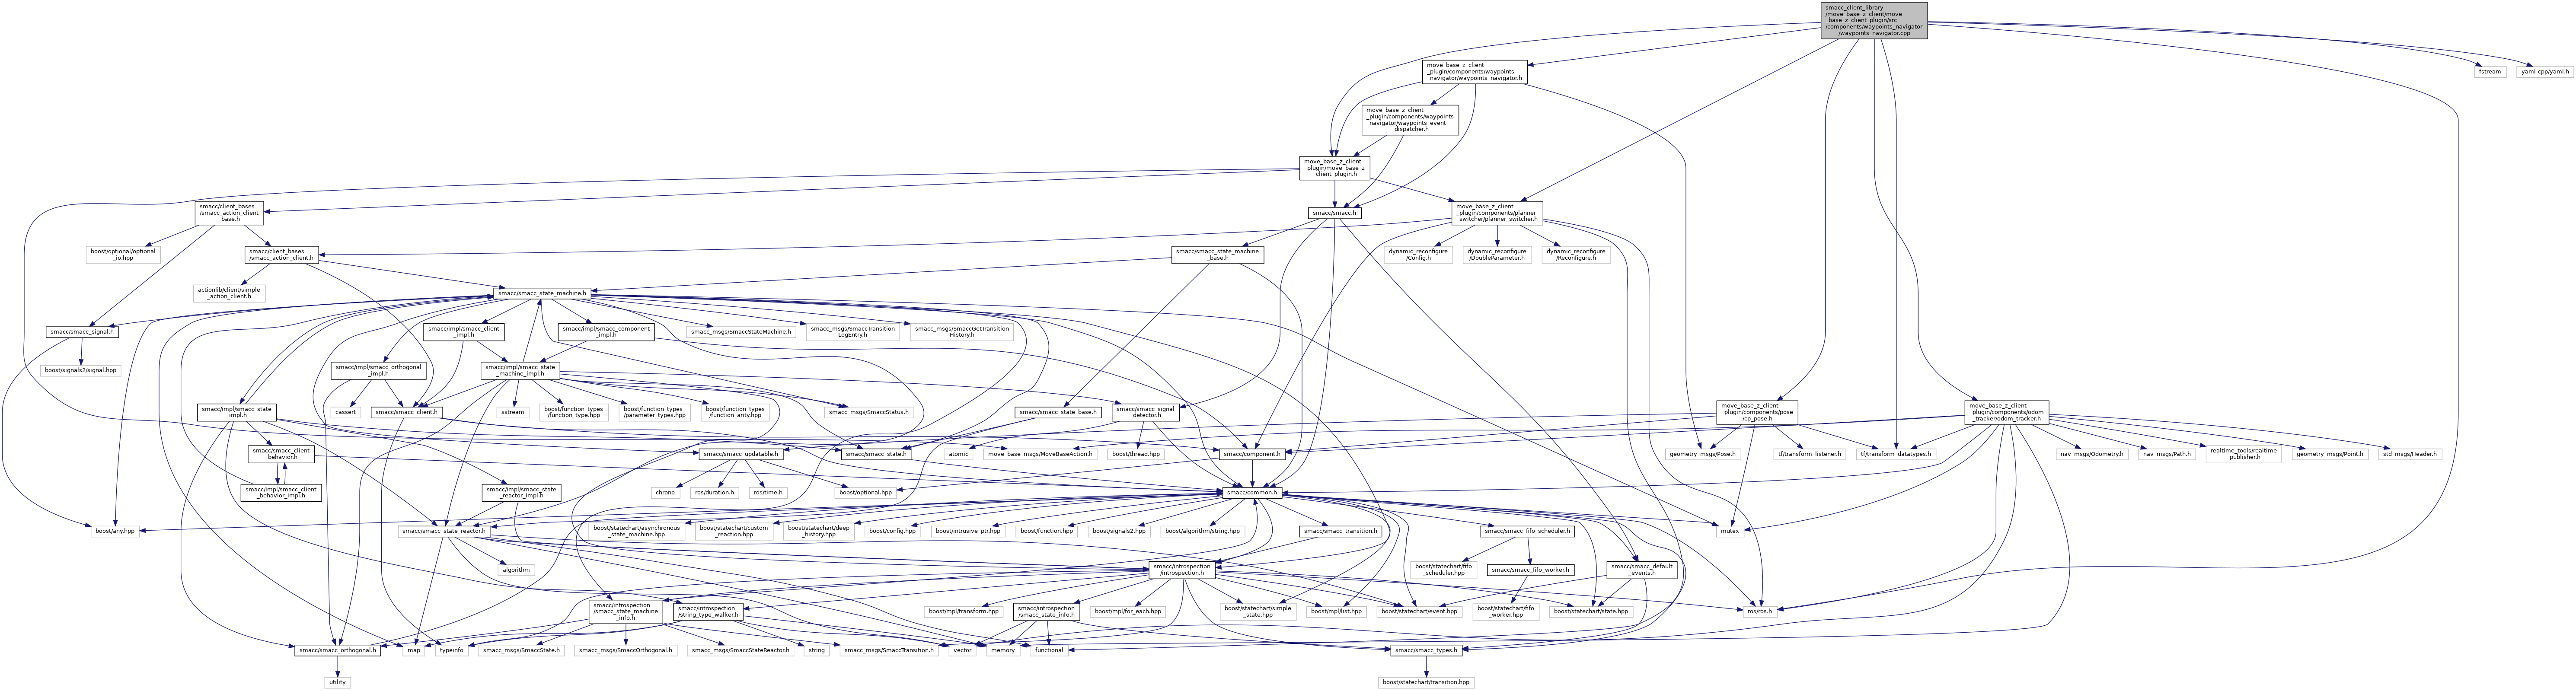 smacc_client_library
/move_base_z_client/move
_base_z_client_plugin/src
/components/waypoints_navigator
/waypoints_navigator.cpp
move_base_z_client
_plugin/components/waypoints
_navigator/waypoints_navigator.h
fstream
yaml-cpp/yaml.h
move_base_z_client
_plugin/components/waypoints
_navigator/waypoints_event
_dispatcher.h
move_base_z_client
_plugin/move_base_z
_client_plugin.h
smacc/client_bases
/smacc_action_client
_base.h
smacc/smacc.h
move_base_z_client
_plugin/components/planner
_switcher/planner_switcher.h
boost/optional/optional
_io.hpp
smacc/client_bases
/smacc_action_client.h
smacc/smacc_state_machine
_base.h
dynamic_reconfigure
/Config.h
dynamic_reconfigure
/DoubleParameter.h
dynamic_reconfigure
/Reconfigure.h
actionlib/client/simple
_action_client.h
smacc/smacc_state_machine.h
smacc/smacc_signal.h
smacc/impl/smacc_client
_impl.h
smacc/impl/smacc_component
_impl.h
smacc_msgs/SmaccStateMachine.h
smacc_msgs/SmaccTransition
LogEntry.h
smacc_msgs/SmaccGetTransition
History.h
boost/signals2/signal.hpp
smacc/impl/smacc_orthogonal
_impl.h
smacc/impl/smacc_state
_machine_impl.h
smacc/impl/smacc_state
_impl.h
cassert
smacc/smacc_client.h
sstream
boost/function_types
/function_type.hpp
boost/function_types
/parameter_types.hpp
boost/function_types
/function_arity.hpp
smacc_msgs/SmaccStatus.h
smacc/smacc_state_base.h
smacc/smacc_signal
_detector.h
move_base_z_client
_plugin/components/pose
/cp_pose.h
move_base_z_client
_plugin/components/odom
_tracker/odom_tracker.h
smacc/smacc_client
_behavior.h
smacc/smacc_updatable.h
smacc/smacc_state.h
atomic
move_base_msgs/MoveBaseAction.h
boost/thread.hpp
smacc/component.h
geometry_msgs/Pose.h
tf/transform_listener.h
tf/transform_datatypes.h
nav_msgs/Odometry.h
nav_msgs/Path.h
realtime_tools/realtime
_publisher.h
geometry_msgs/Point.h
std_msgs/Header.h
smacc/impl/smacc_client
_behavior_impl.h
smacc/impl/smacc_state
_reactor_impl.h
chrono
ros/duration.h
ros/time.h
boost/optional.hpp
smacc/common.h
boost/any.hpp
smacc/smacc_state_reactor.h
boost/statechart/asynchronous
_state_machine.hpp
boost/statechart/custom
_reaction.hpp
boost/statechart/deep
_history.hpp
boost/config.hpp
boost/intrusive_ptr.hpp
boost/function.hpp
boost/signals2.hpp
boost/algorithm/string.hpp
smacc/smacc_transition.h
smacc/smacc_fifo_scheduler.h
mutex
algorithm
smacc/introspection
/introspection.h
boost/statechart/fifo
_scheduler.hpp
smacc/smacc_fifo_worker.h
smacc/smacc_default
_events.h
smacc/introspection
/smacc_state_machine
_info.h
smacc/introspection
/string_type_walker.h
boost/mpl/transform.hpp
smacc/introspection
/smacc_state_info.h
boost/mpl/for_each.hpp
boost/statechart/simple
_state.hpp
boost/mpl/list.hpp
boost/statechart/event.hpp
boost/statechart/fifo
_worker.hpp
boost/statechart/state.hpp
ros/ros.h
smacc/smacc_orthogonal.h
map
typeinfo
smacc_msgs/SmaccState.h
smacc_msgs/SmaccOrthogonal.h
smacc_msgs/SmaccStateReactor.h
string
smacc_msgs/SmaccTransition.h
vector
memory
functional
smacc/smacc_types.h
utility
boost/statechart/transition.hpp